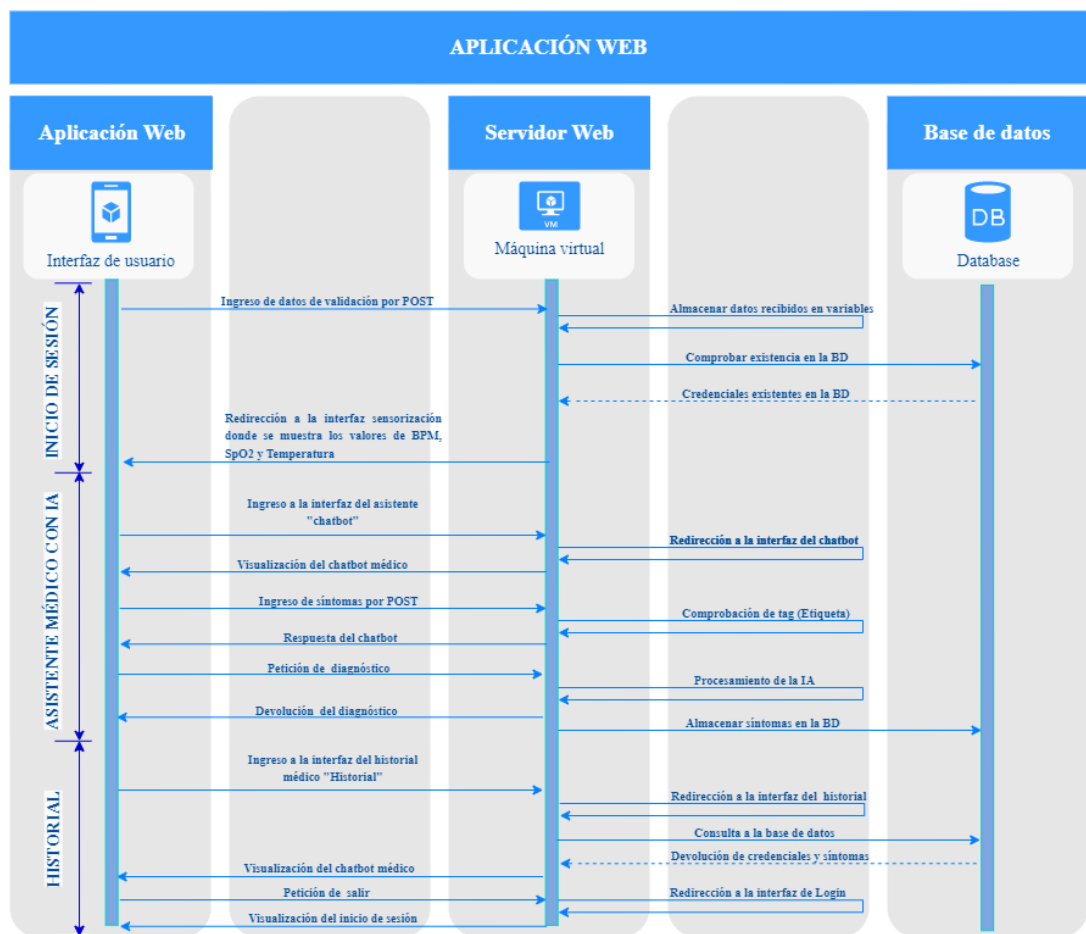 APLICACIÓN WEB
Aplicación Web
Servidor Web
Base de datos
VM
DB
Interfaz de usuario
Máquina virtual
Database
INICIO DE SESIÓN
Ingreso de datos de validación por POST
Almacenar datos recibidos en variables
Comprobar existencia en la BD
Credenciales existentes en la BD
Redirección a la interfaz sensorización
donde se muestra los valores de BPM,
SpO2 y Temperatura
ASISTENTE MÉDICO CON IA
Ingreso a la interfaz del asistente
"chatbot"
Redirección a la interfaz del chatbot
Visualización del chatbot médico
Ingreso de síntomas por POST
Comprobación de tag (Etiqueta)
Respuesta del chatbot
Petición de diagnóstico
Procesamiento de la IA
Devolución del diagnóstico
Almacenar síntomas en la BD
HISTORIAL
Ingreso a la interfaz del historial
médico "Historial"
Redirección a la interfaz del historial
Consulta a la base de datos
Devolución de credenciales y síntomas
Visualización del chatbot médico
Petición de salir
Redirección a la interfaz de Login
Visualización del inicio de sesión